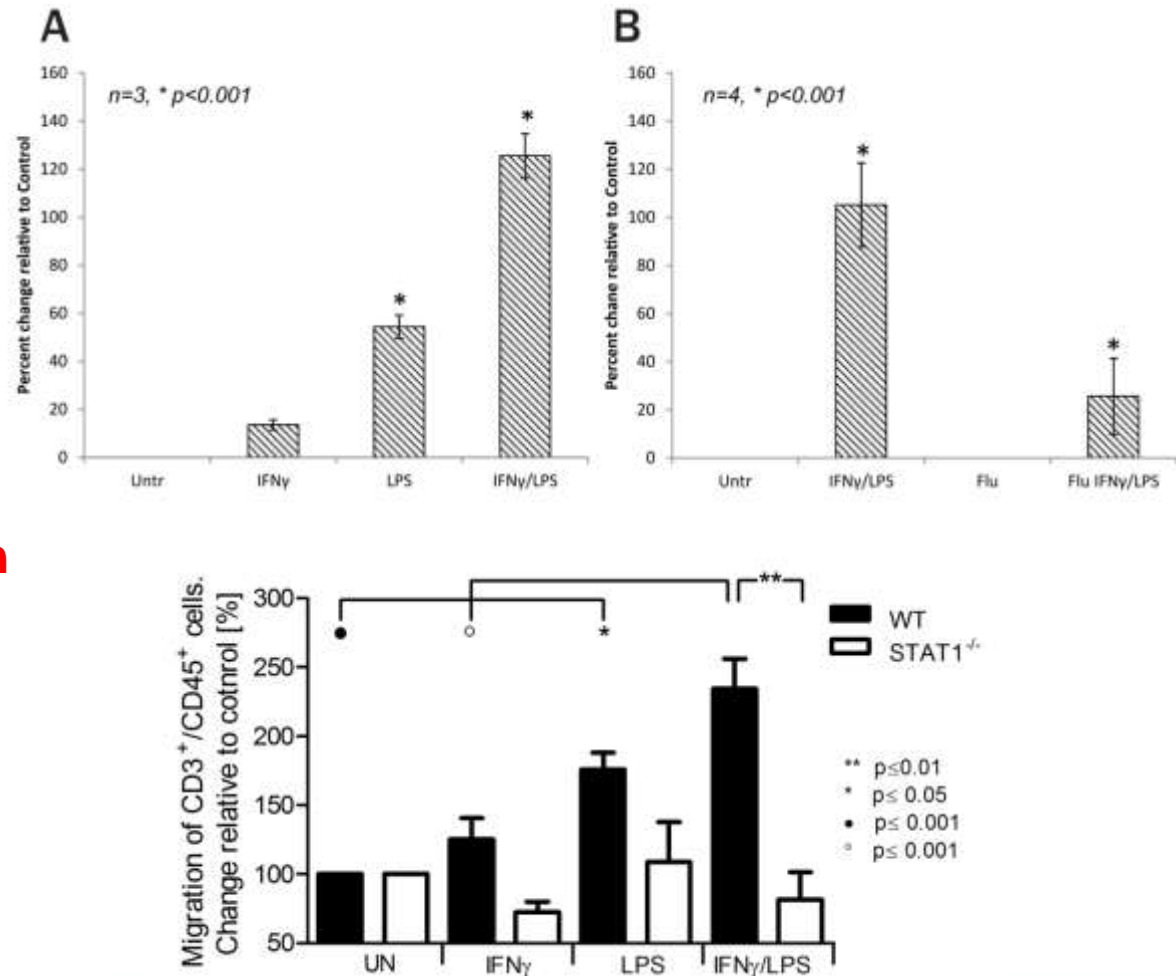 A
Percent change relative to Control
160
140
120
100
80
60
40
20
0
n=3, * p<0.001
*
*
Untr IFNγ LPS IFNγ/LPS
B
Percent chane relative to Control
160
140
120
100
80
60
40
20
0
n=4, * p<0.001
*
*
Untr IFNγ/LPS Flu Flu IFNγ/LPS
Migration of CD3+/CD45+ cells.
Change relative to cotnrol [%]
300
250
200
150
100
50
● ○ * **
UN IFNγ LPS IFNγ/LPS
WT
STAT1-/-
** p≤0.01
* p≤ 0.05
● p≤ 0.001
○ p≤ 0.001